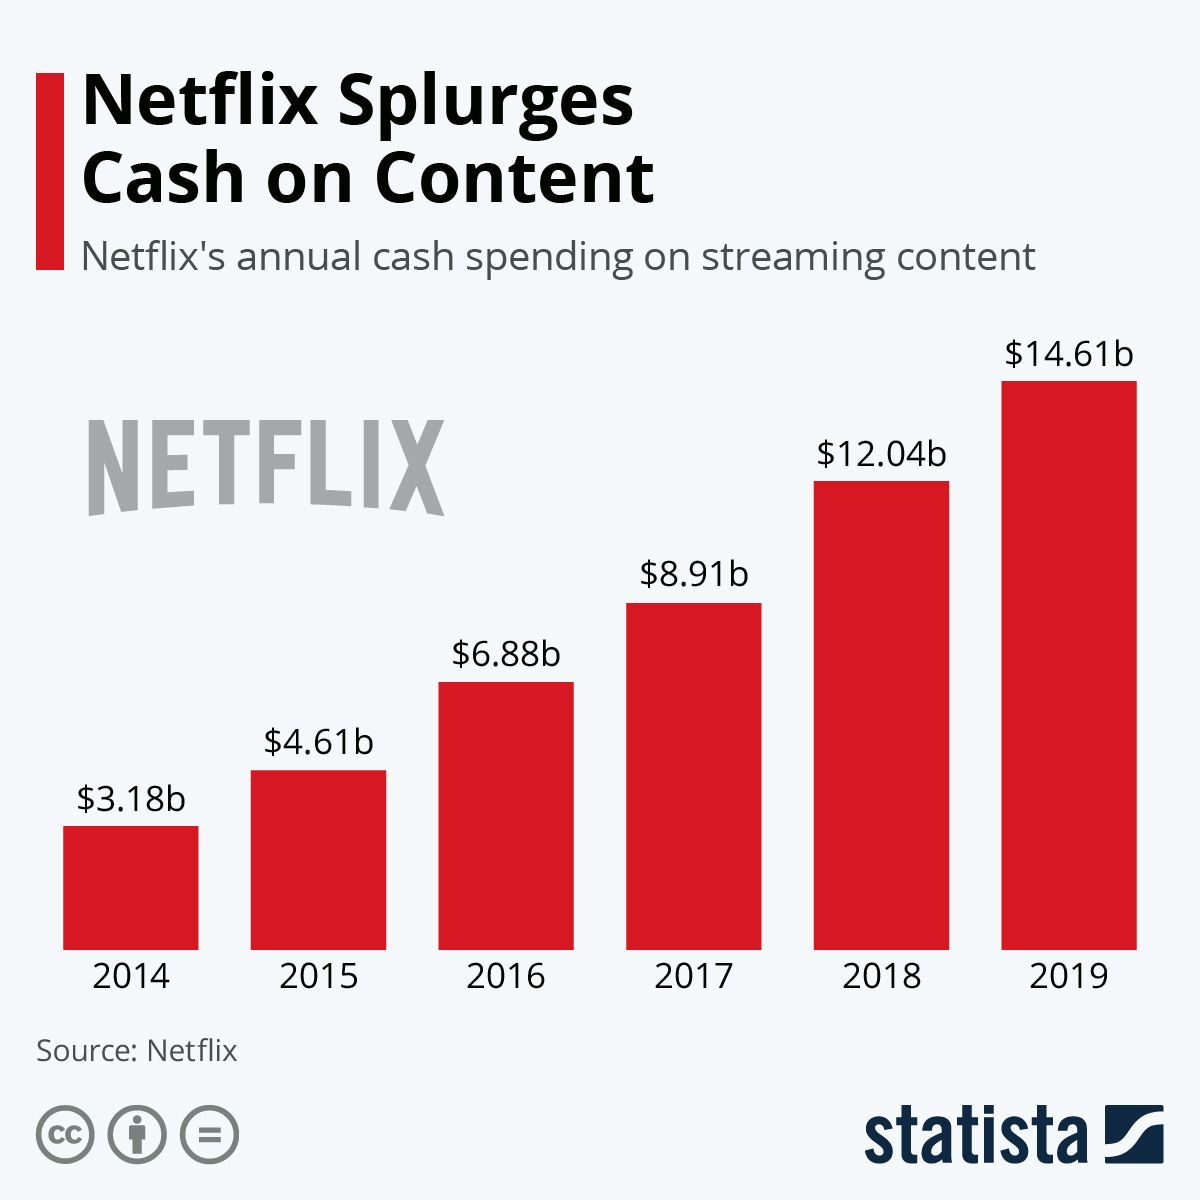 Netflix Splurges
Cash on Content
Netflix's annual cash spending on streaming content
NETFLIX
$3.18b
$4.61b
$6.88b
$8.91b
$12.04b
$14.61b
2014
2015
2016
2017
2018
2019
Source: Netflix
cc
=
statista